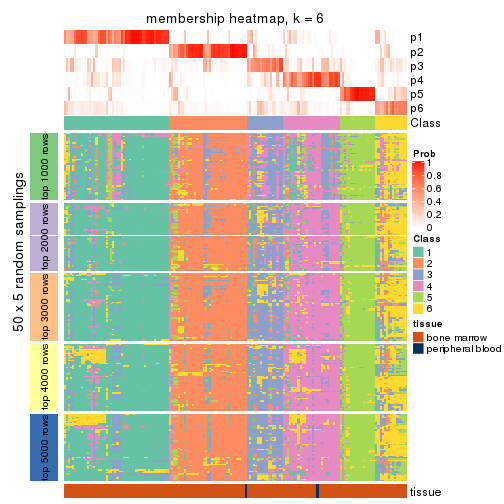 membership heatmap, k = 6
p1
p2
p3
p4
p5
p6
Class
50 x 5 random samplings
top 1000 rows
top 2000 rows
top 3000 rows
top 4000 rows
top 5000 rows
Prob
1
0.8
0.6
0.4
0.2
0
Class
1
2
3
4
5
6
tissue
bone marrow
peripheral blood
tissue